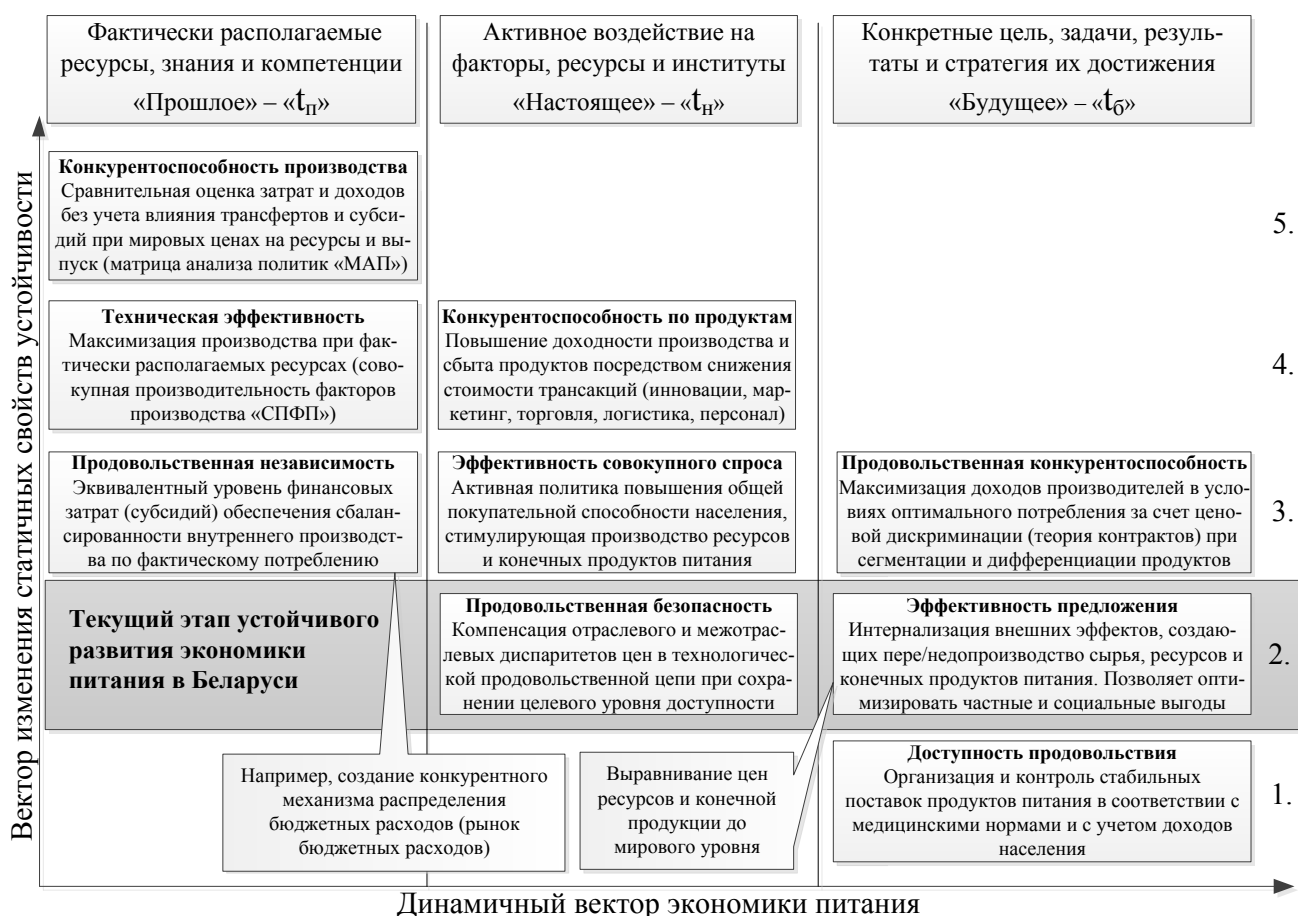 Фактически располагаемые
ресурсы, знания и компетенции
«Прошлое» – «tп»
Активное воздействие на
факторы, ресурсы и институты
«Настоящее» – «tн»
Конкретные цель, задачи, резуль-
таты и стратегия их достижения
«Будущее» – «tб»
Вектор изменения статичных свойств устойчивости
Конкурентоспособность производства
Сравнительная оценка затрат и доходов
без учета влияния трансфертов и субси-
дий при мировых ценах на ресурсы и вы-
пуск (матрица анализа политик «МАП»)
5.
Техническая эффективность
Максимизация производства при фак-
тически располагаемых ресурсах (сово-
купная производительность факторов
производства «СПФП»)
Конкурентоспособность по продуктам
Повышение доходности производства и
сбыта продуктов посредством снижения
стоимости трансакций (инновации, мар-
кетинг, торговля, логистика, персонал)
4.
Продовольственная независимость
Эквивалентный уровень финансовых
затрат (субсидий) обеспечения сбалан-
сированности внутреннего производст-
ва по фактическому потреблению
Эффективность совокупного спроса
Активная политика повышения общей
покупательной способности населения,
стимулирующая производство ресурсов
и конечных продуктов питания
Продовольственная конкурентоспособность
Максимизация доходов производителей в усло-
виях оптимального потребления за счет цено-
вой дискриминации (теория контрактов) при
сегментации и дифференциации продуктов
3.
Текущий этап устойчивого
развития экономики
питания в Беларуси
Продовольственная безопасность
Компенсация отраслевого и межотрас-
левых диспаритетов цен в технологичес-
кой продовольственной цепи при сохра-
нении целевого уровня доступности
Эффективность предложения
Интернализация внешних эффектов, создаю-
щих пере/недопроизводство сырья, ресурсов и
конечных продуктов питания. Позволяет опти-
мизировать частные и социальные выгоды
2.
Например, создание конкурентного
механизма распределения
бюджетных расходов (рынок
бюджетных расходов)
Выравнивание цен
ресурсов и конечной
продукции до
мирового уровня
Доступность продовольствия
Организация и контроль стабильных
поставок продуктов питания в соответствии с
медицинскими нормами и с учетом доходов
населения
1.
Динамичный вектор экономики питания